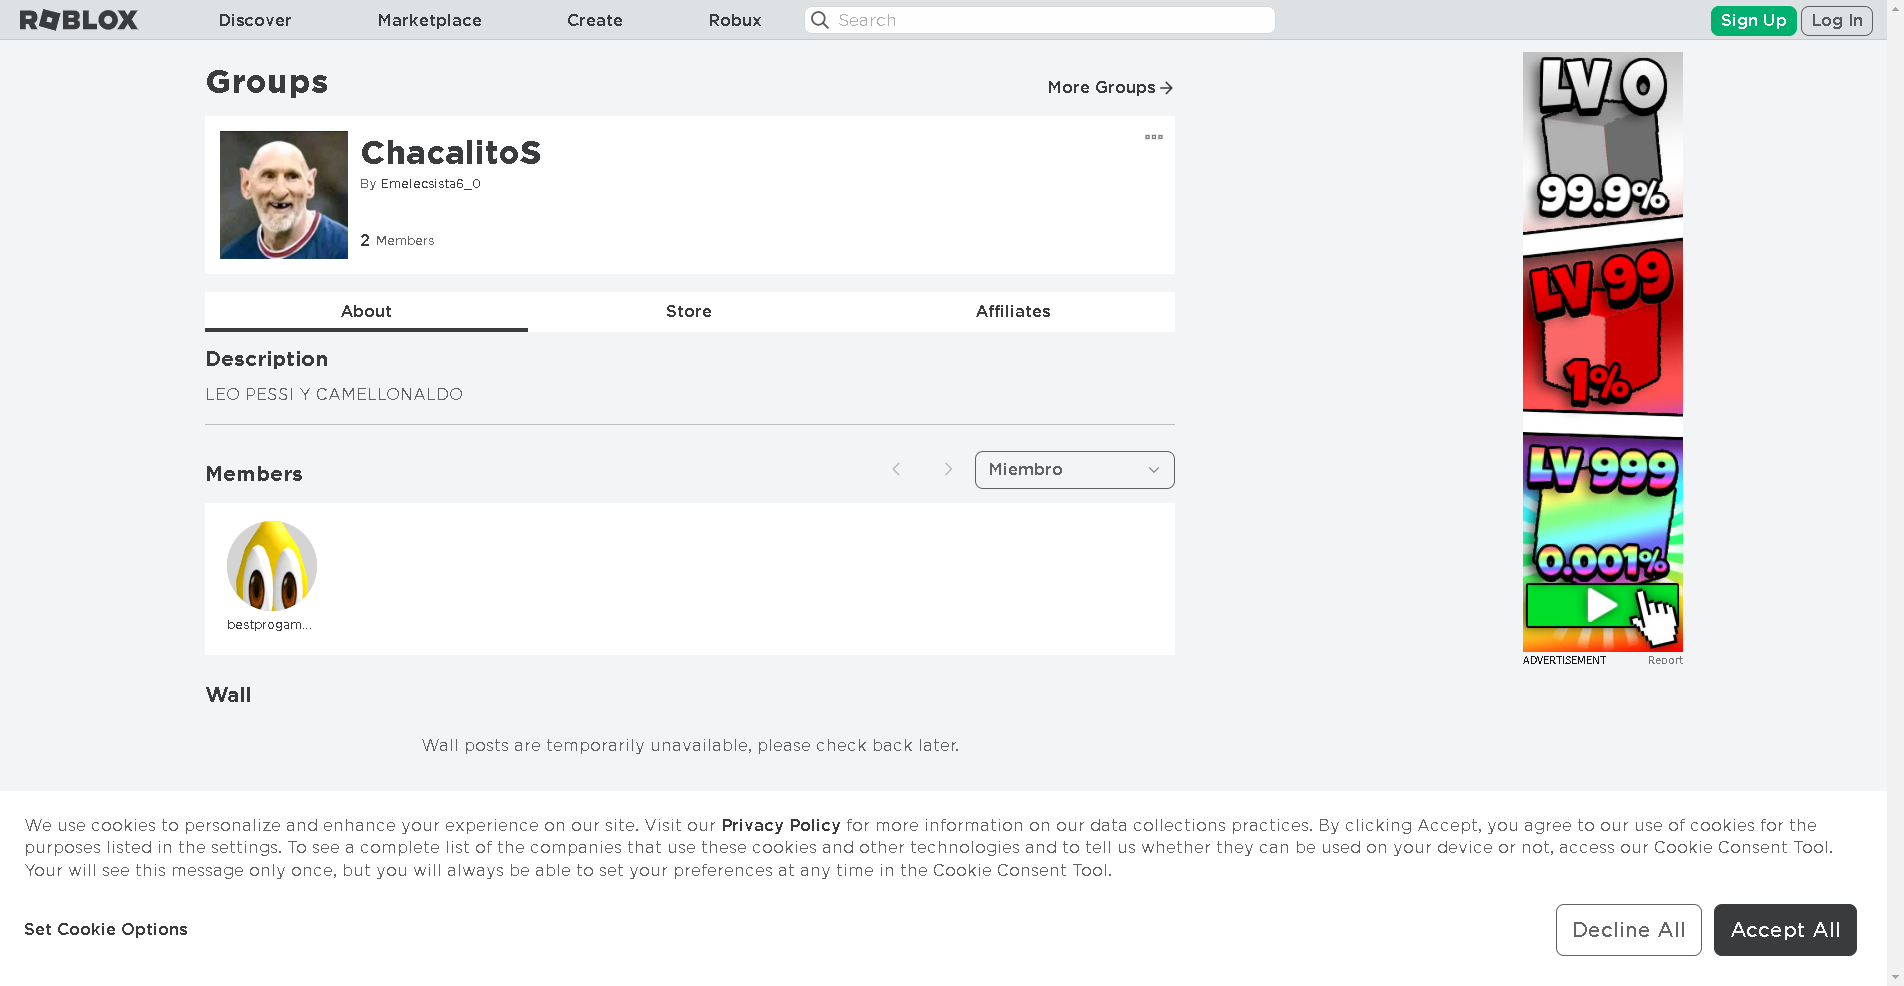 ROBLOX
Discover
Marketplace
Create
Robux
Search
Sign Up
Log In
Groups
More Groups
ChacalitoS
By Emelecsista6_0
2 Members
About
Store
Affiliates
Description
LEO PESSI Y CAMELLONALDO
Members
Miembro
bestprogam...
Wall
Wall posts are temporarily unavailable, please check back later.
LV 0
99.9%
LV 99
1%
LV 999
0.001%
ADVERTISEMENT
Report
We use cookies to personalize and enhance your experience on our site. Visit our Privacy Policy for more information on our data collections practices. By clicking Accept, you agree to our use of cookies for the
purposes listed in the settings. To see a complete list of the companies that use these cookies and other technologies and to tell us whether they can be used on your device or not, access our Cookie Consent Tool.
Your will see this message only once, but you will always be able to set your preferences at any time in the Cookie Consent Tool.
Set Cookie Options
Decline All
Accept All